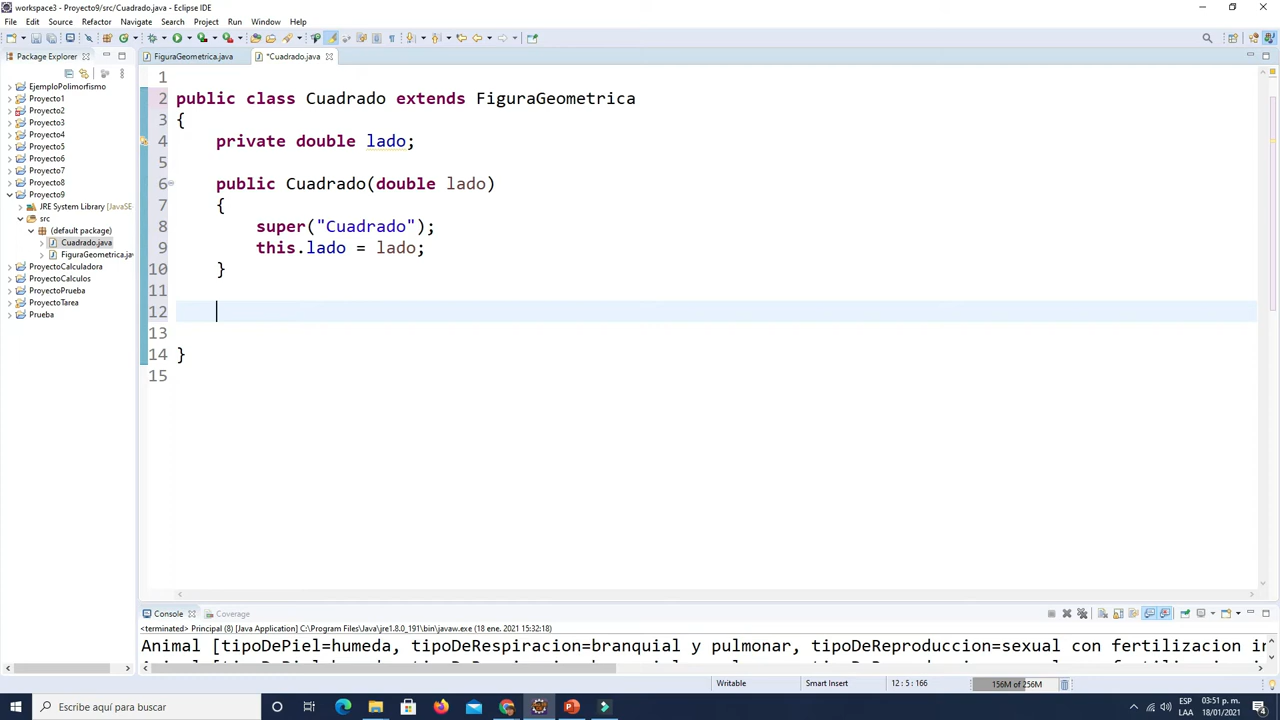 workspace3 - Proyecto9/src/Cuadrado.java - Eclipse IDE
File Edit Source Refactor Navigate Search Project Run Window Help
Package Explorer
FiguraGeometrica.java
*Cuadrado.java
EjemploPolimorfismo
Proyecto1
Proyecto2
Proyecto3
Proyecto4
Proyecto5
Proyecto6
Proyecto7
Proyecto8
Proyecto9
JRE System Library [JavaSE
src
(default package)
Cuadrado.java
FiguraGeometrica.jav
ProyectoCalculadora
ProyectoCalculos
ProyectoPrueba
ProyectoTarea
Prueba
1
2 public class Cuadrado extends FiguraGeometrica
3 {
4 private double lado;
5
6 public Cuadrado(double lado)
7 {
8 super("Cuadrado");
9 this.lado = lado;
10 }
11
12
13
14 }
15
Console Coverage
<terminated> Principal (8) [Java Application] C:\Program Files\Java\jre1.8.0_191\bin\javaw.exe (18 ene. 2021 15:32:18)
Animal [tipoDePiel=humeda, tipoDeRespiracion=branquial y pulmonar, tipoDeReproduccion=sexual con fertilizacion in
Writable Smart Insert 12 : 5 : 166 156M of 256M
Escribe aquí para buscar
ESP 03:51 p. m.
LAA 18/01/2021
4